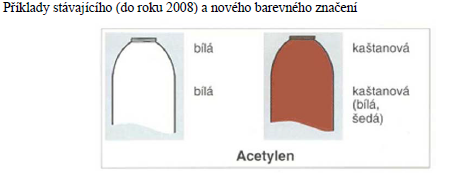 Příklady stávajícího (do roku 2008) a nového barevného značení
bílá
kaštanová
bílá
kaštanová
(bílá,
šedá)
Acetylen